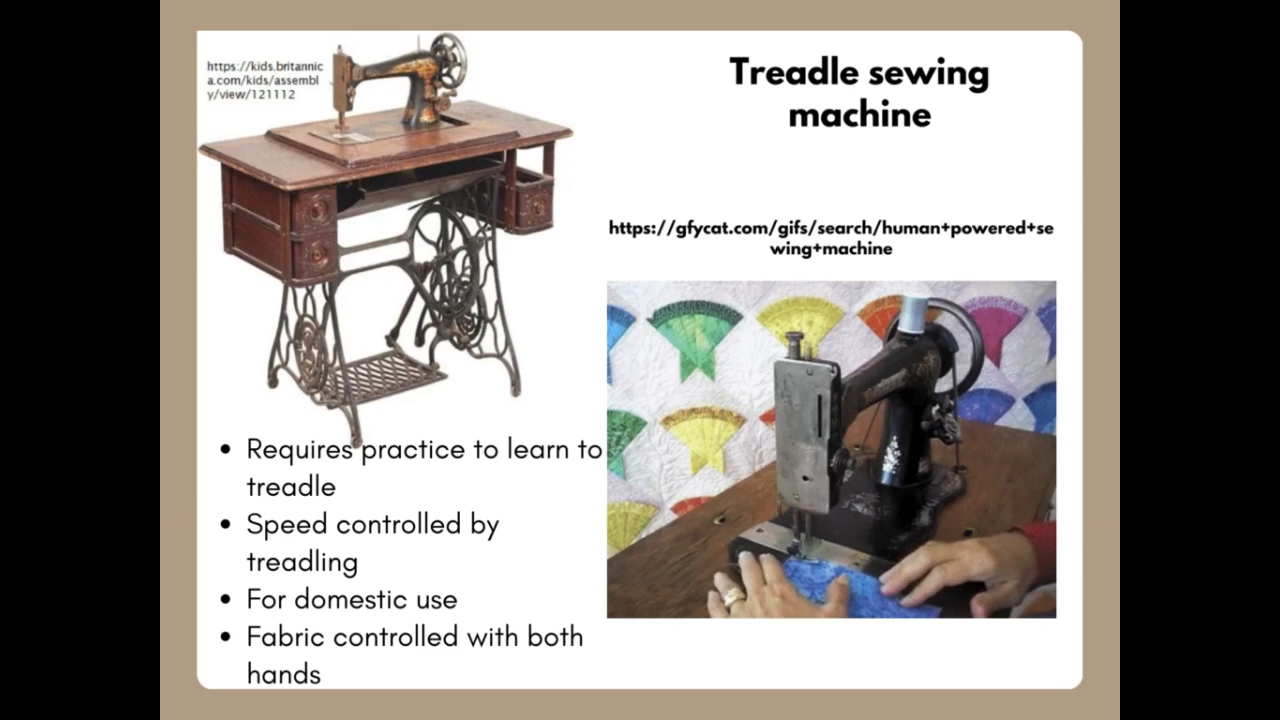 https://kids.britannic
a.com/kids/assembl
y/view/121112
Treadle sewing
machine
https://gfycat.com/gifs/search/human+powered+se
wing+machine
• Requires practice to learn to
treadle
• Speed controlled by
treadling
• For domestic use
• Fabric controlled with both
hands